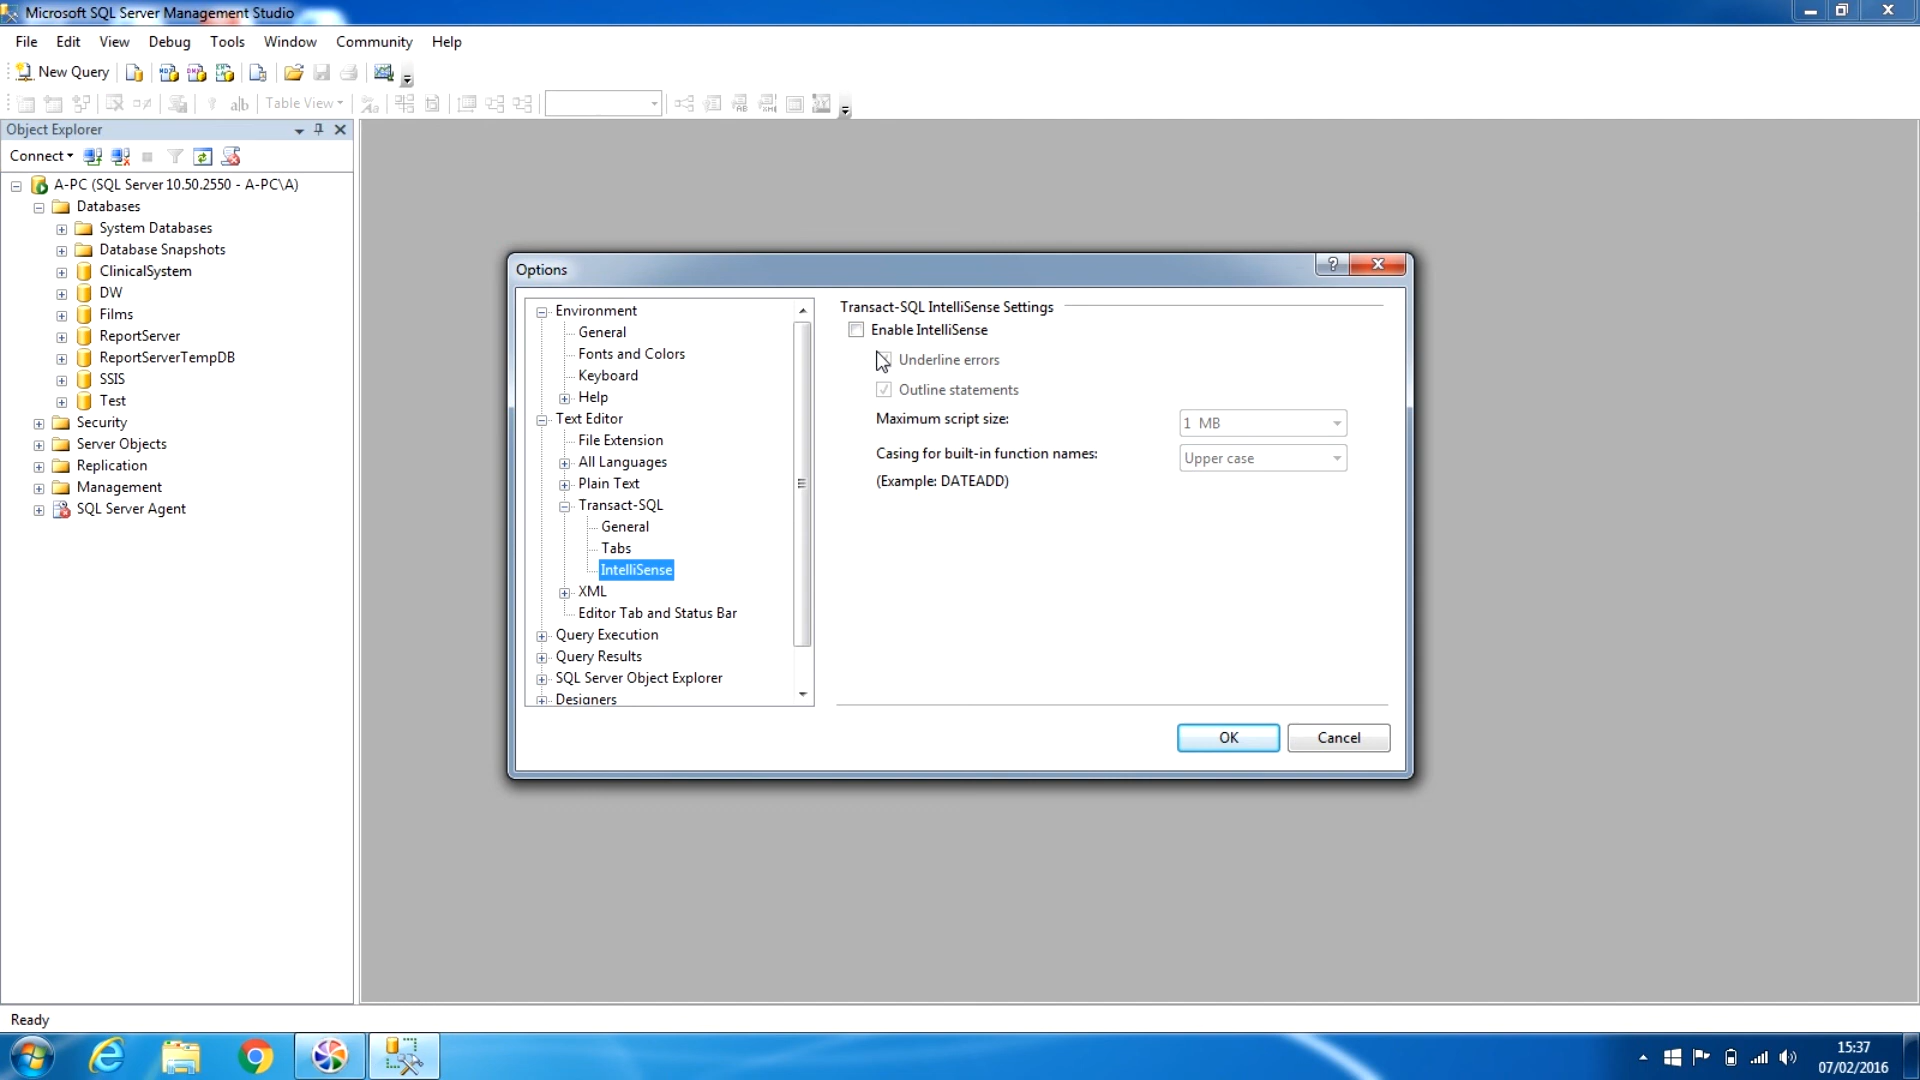 Microsoft SQL Server Management Studio
File Edit View Debug Tools Window Community Help
New Query
Table View
Object Explorer
Connect
A-PC (SQL Server 10.50.2550 - A-PC\A)
Databases
System Databases
Database Snapshots
ClinicalSystem
DW
Films
ReportServer
ReportServerTempDB
SSIS
Test
Security
Server Objects
Replication
Management
SQL Server Agent
Options
Environment
General
Fonts and Colors
Keyboard
Help
Text Editor
File Extension
All Languages
Plain Text
Transact-SQL
General
Tabs
IntelliSense
XML
Editor Tab and Status Bar
Query Execution
Query Results
SQL Server Object Explorer
Designers
Transact-SQL IntelliSense Settings
Enable IntelliSense
Underline errors
Outline statements
Maximum script size:
1 MB
Casing for built-in function names:
Upper case
(Example: DATEADD)
OK Cancel
Ready
15:37
07/02/2016